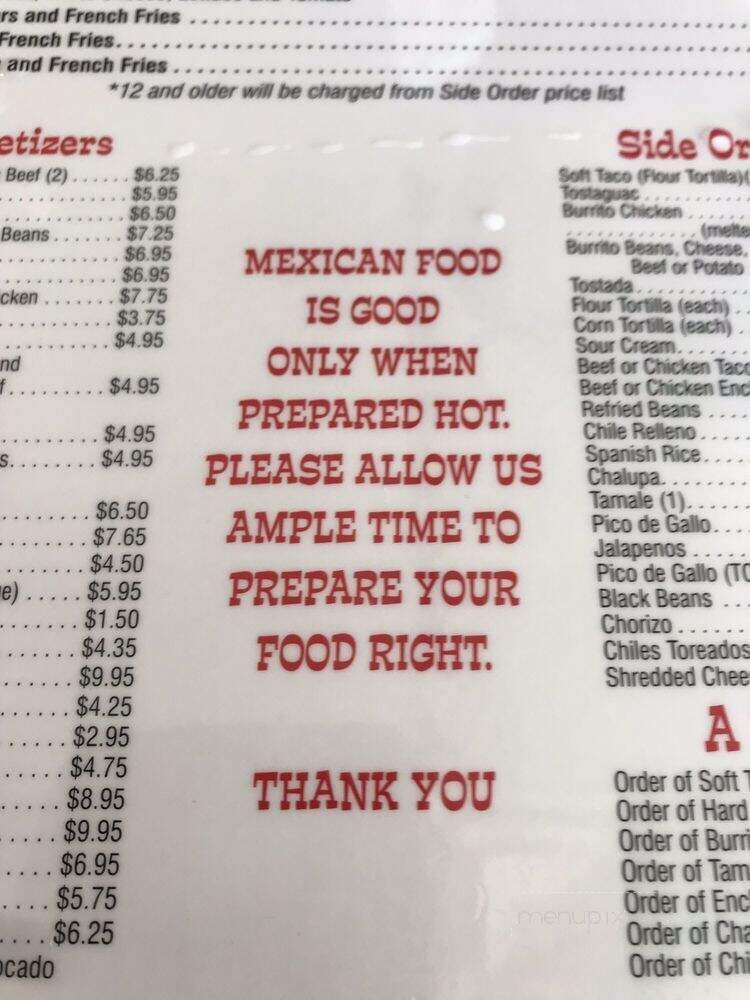 rs and French Fries
French Fries
and French Fries
*12 and older will be charged from Side Order price list
etizers
Beef (2) ...... $6.25
$5.95
$6.50
Beans ....... $7.25
$6.95
$6.95
cken ........ $7.75
$3.75
$4.95
nd
f .......... $4.95
$4.95
s. ........ $4.95
$6.50
$7.65
$4.50
e) ..... $5.95
$1.50
$4.35
$9.95
$4.25
$2.95
$4.75
$8.95
$9.95
$6.95
$5.75
$6.25
ocado
MEXICAN FOOD
IS GOOD
ONLY WHEN
PREPARED HOT.
PLEASE ALLOW US
AMPLE TIME TO
PREPARE YOUR
FOOD RIGHT.
THANK YOU
Side Or
Soft Taco (Flour Tortilla)(
Tostaguac
Burrito Chicken
(melte
Burrito Beans, Cheese,
Beef or Potato
Tostada
Flour Tortilla (each)
Corn Tortilla (each)
Sour Cream
Beef or Chicken Taco
Beef or Chicken Enc
Refried Beans
Chile Relleno
Spanish Rice
Chalupa
Tamale (1)
Pico de Gallo
Jalapenos
Pico de Gallo (TO
Black Beans
Chorizo
Chiles Toreados
Shredded Chee
A
Order of Soft T
Order of Hard
Order of Burri
Order of Tam
Order of Enc
Order of Cha
Order of Chi
menupix